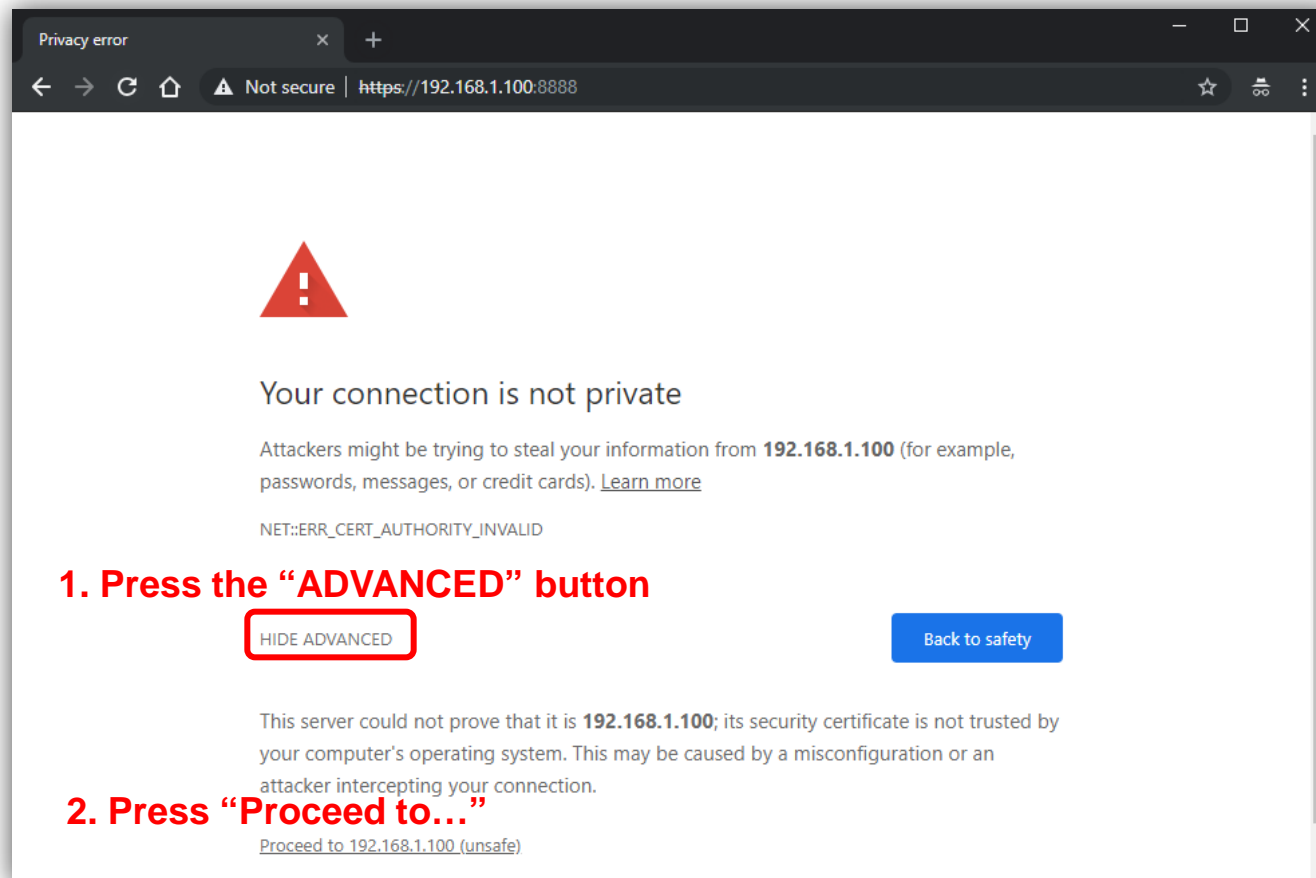 Privacy error
Not secure | https://192.168.1.100:8888
Your connection is not private
Attackers might be trying to steal your information from 192.168.1.100 (for example,
passwords, messages, or credit cards). Learn more
NET::ERR_CERT_AUTHORITY_INVALID
1. Press the “ADVANCED” button
HIDE ADVANCED
Back to safety
This server could not prove that it is 192.168.1.100; its security certificate is not trusted by
your computer's operating system. This may be caused by a misconfiguration or an
attacker intercepting your connection.
2. Press “Proceed to…”
Proceed to 192.168.1.100 (unsafe)